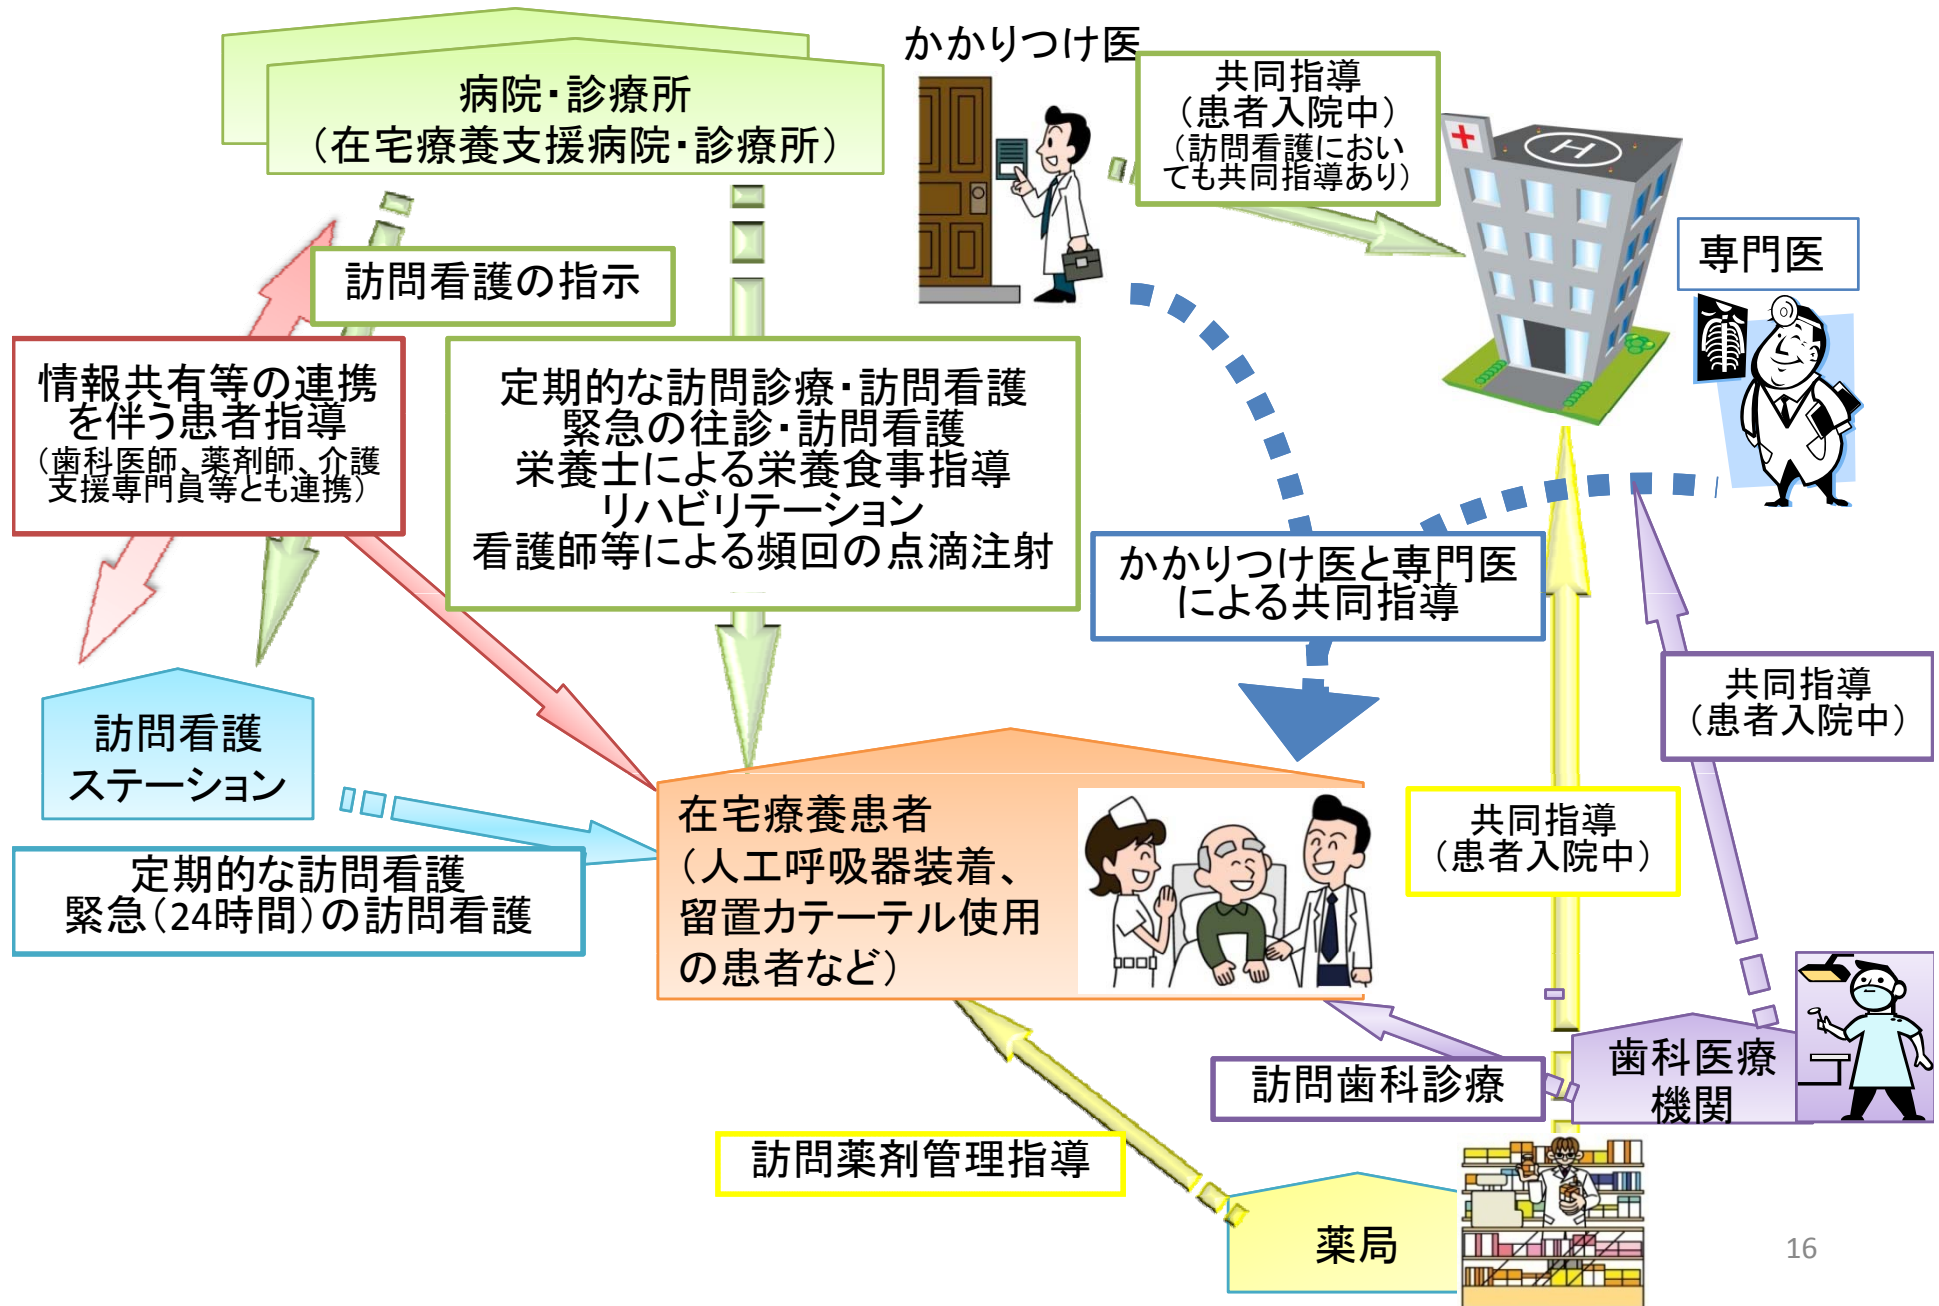 かかりつけ医
病院・診療所
（在宅療養支援病院・診療所）
共同指導
（患者入院中）
（訪問看護におい
ても共同指導あり）
専門医
訪問看護の指示
情報共有等の連携
を伴う患者指導
（歯科医師、薬剤師、介護
支援専門員等とも連携）
定期的な訪問診療・訪問看護
緊急の往診・訪問看護
栄養士による栄養食事指導
リハビリテーション
看護師等による頻回の点滴注射
かかりつけ医と専門医
による共同指導
共同指導
（患者入院中）
訪問看護
ステーション
定期的な訪問看護
緊急（24時間）の訪問看護
在宅療養患者
（人工呼吸器装着、
留置カテーテル使用
の患者など）
共同指導
（患者入院中）
歯科医療
機関
訪問歯科診療
訪問薬剤管理指導
薬局
H
16